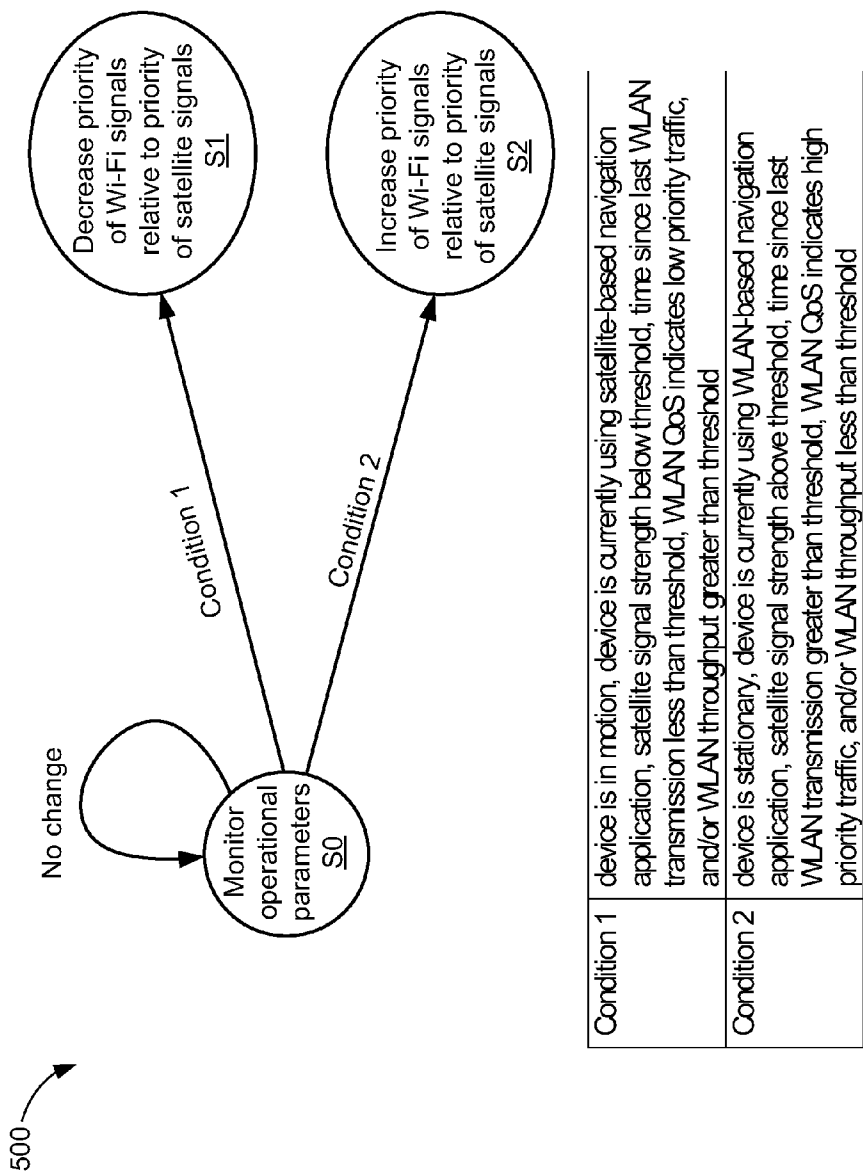 500
No change
Monitor
operational
parameters
S0
Condition 1
Condition 2
Decrease priority
of Wi-Fi signals
relative to priority
of satellite signals
S1
Increase priority
of Wi-Fi signals
relative to priority
of satellite signals
S2
Condition 1
device is in motion, device is currently using satellite-based navigation
application, satellite signal strength below threshold, time since last WLAN
transmission less than threshold, WLAN QoS indicates low priority traffic,
and/or WLAN throughput greater than threshold
Condition 2
device is stationary, device is currently using WLAN-based navigation
application, satellite signal strength above threshold, time since last
WLAN transmission greater than threshold, WLAN QoS indicates high
priority traffic, and/or WLAN throughput less than threshold